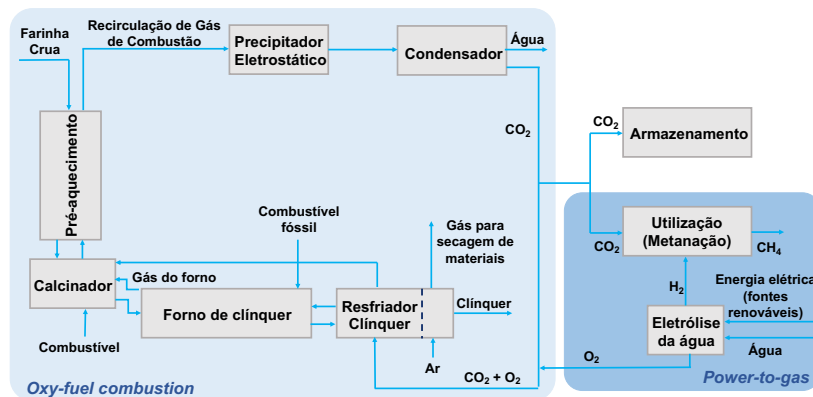 Farinha
Crua
Recirculação de Gás
de Combustão
Precipitador
Eletrostático
Condensador
Água
CO₂
CO₂
Armazenamento
Pré-aquecimento
Combustível
fóssil
Gás para
secagem de
materiais
Utilização
(Metanação)
CO₂
CH₄
Calcinador
Gás do forno
Forno de clínquer
Resfriador
Clínquer
Clínquer
H₂
Energia elétrica
(fontes
renováveis)
Eletrólise
da água
Água
Combustível
Ar
O₂
CO₂ + O₂
Oxy-fuel combustion
Power-to-gas